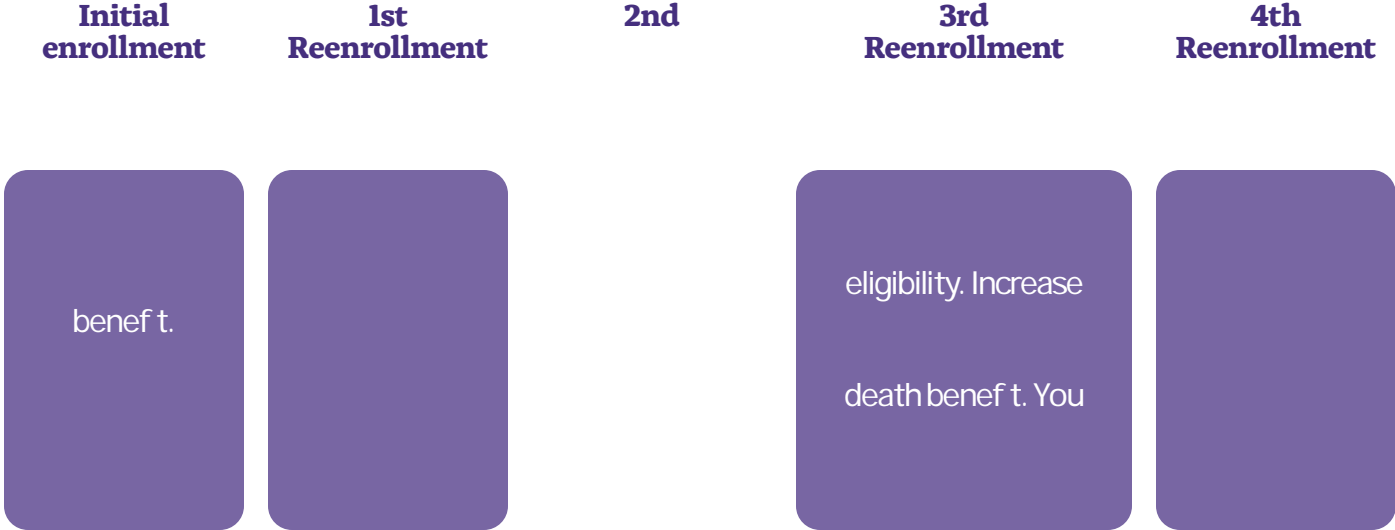 Initial
enrollment
1st
Reenrollment
2nd
3rd
Reenrollment
4th
Reenrollment
benef t.
eligibility. Increase
death benef t. You